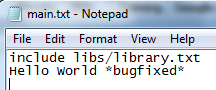 main.txt - Notepad
File Edit Format View Help
include libs/library.txt
Hello World *bugfixed*